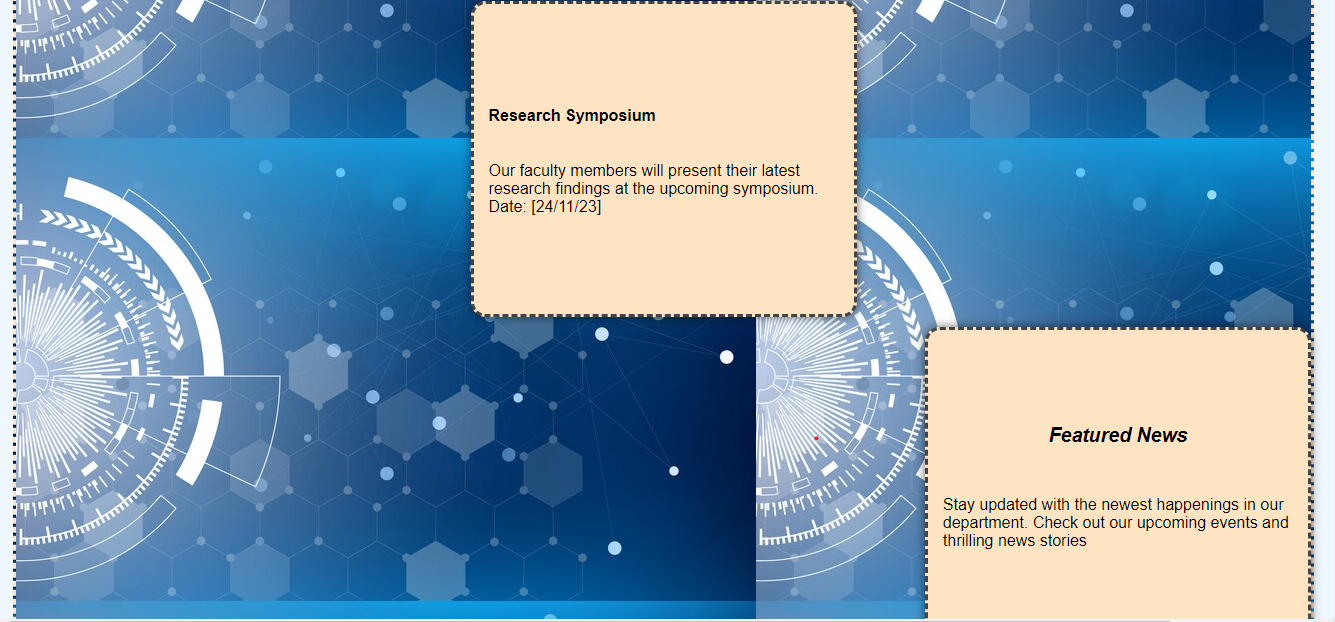 Research Symposium
Our faculty members will present their latest
research findings at the upcoming symposium.
Date: [24/11/23]
Featured News
Stay updated with the newest happenings in our
department. Check out our upcoming events and
thrilling news stories